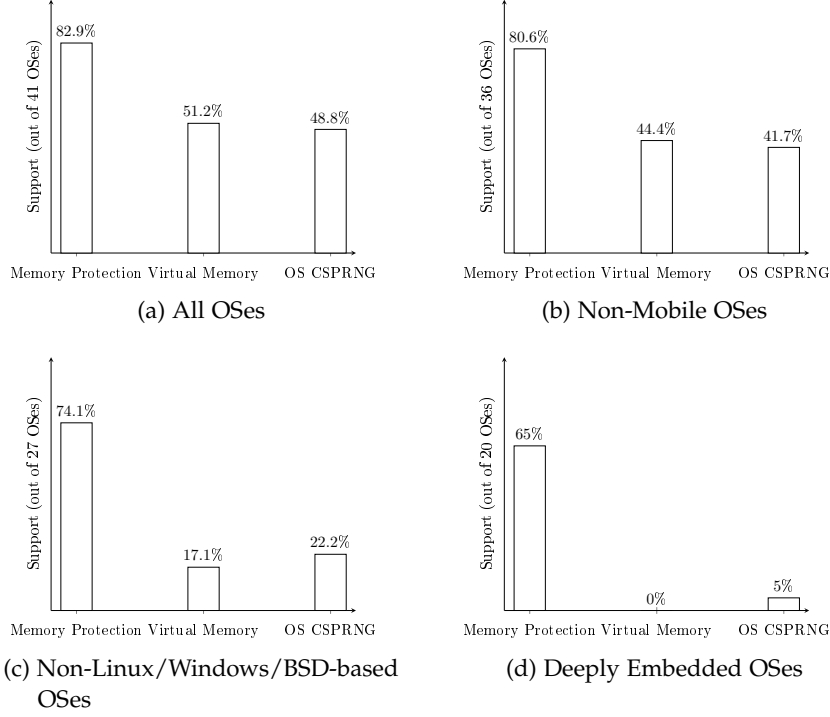 82.9%
51.2%
48.8%
Support (out of 41 OSes)
Memory Protection Virtual Memory OS CSPRNG
(a) All OSes
80.6%
44.4%
41.7%
Support (out of 36 OSes)
Memory Protection Virtual Memory OS CSPRNG
(b) Non-Mobile OSes
74.1%
17.1%
22.2%
Support (out of 27 OSes)
Memory Protection Virtual Memory OS CSPRNG
(c) Non-Linux/Windows/BSD-based
OSes
65%
0%
5%
Support (out of 20 OSes)
Memory Protection Virtual Memory OS CSPRNG
(d) Deeply Embedded OSes